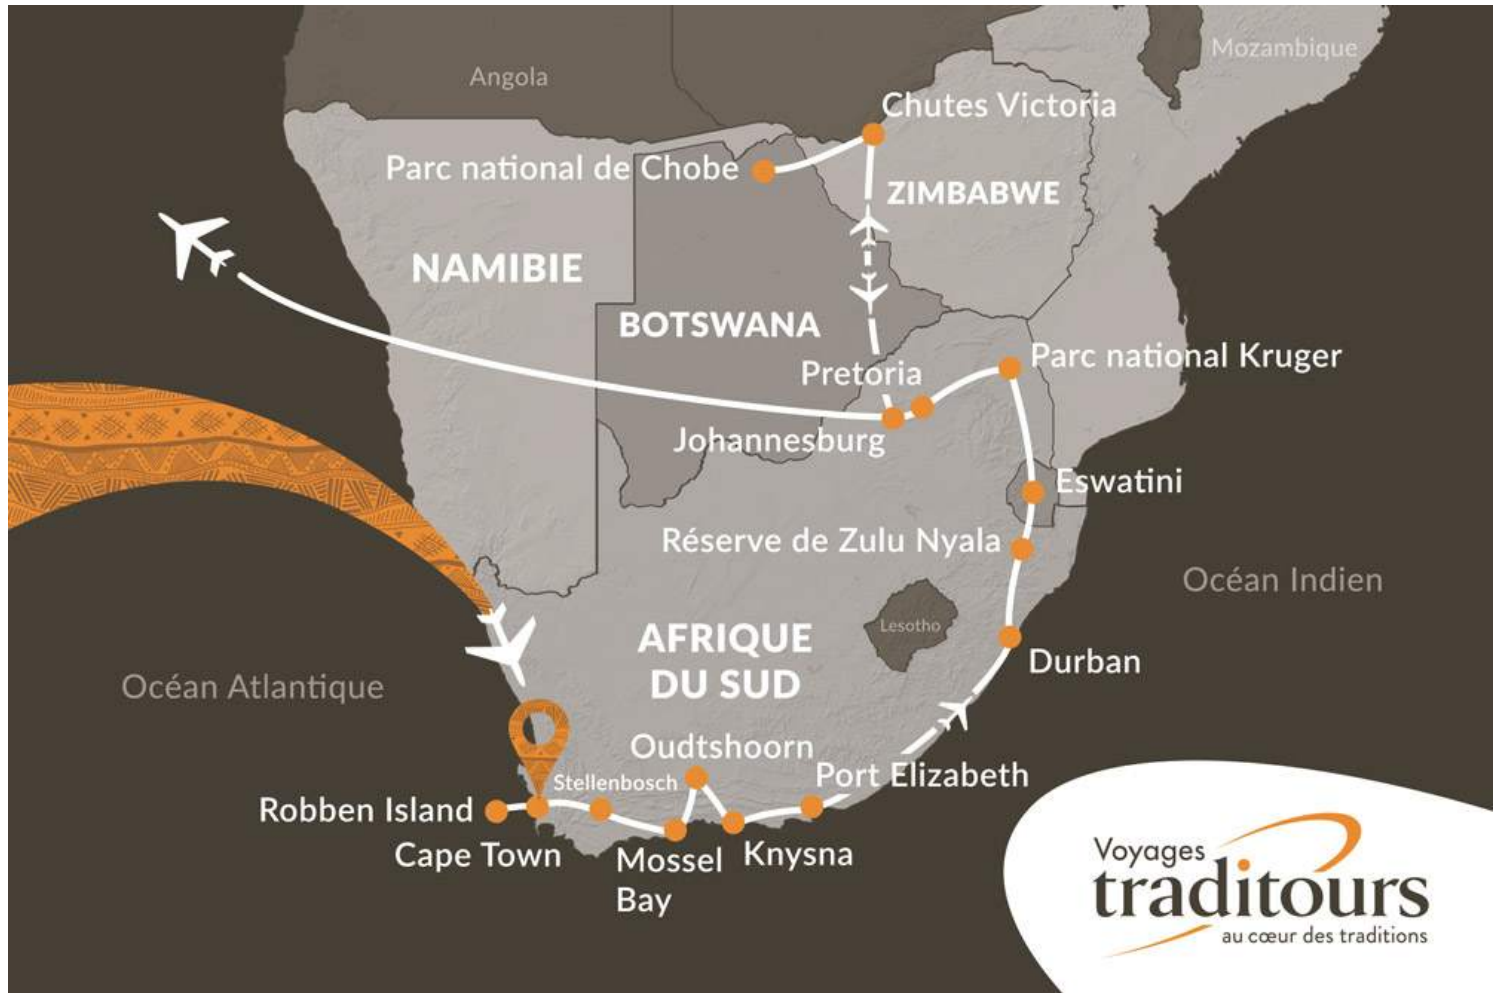 Angola
Mozambique
Chutes Victoria
Parc national de Chobe
ZIMBABWE
NAMIBIE
BOTSWANA
Parc national Kruger
Pretoria
Johannesburg
Eswatini
Réserve de Zulu Nyala
Océan Indien
Lesotho
AFRIQUE
DU SUD
Durban
Océan Atlantique
Oudtshoorn
Port Elizabeth
Stellenbosch
Robben Island
Cape Town
Mossel
Bay
Knysna
Voyages
traditours
au cœur des traditions